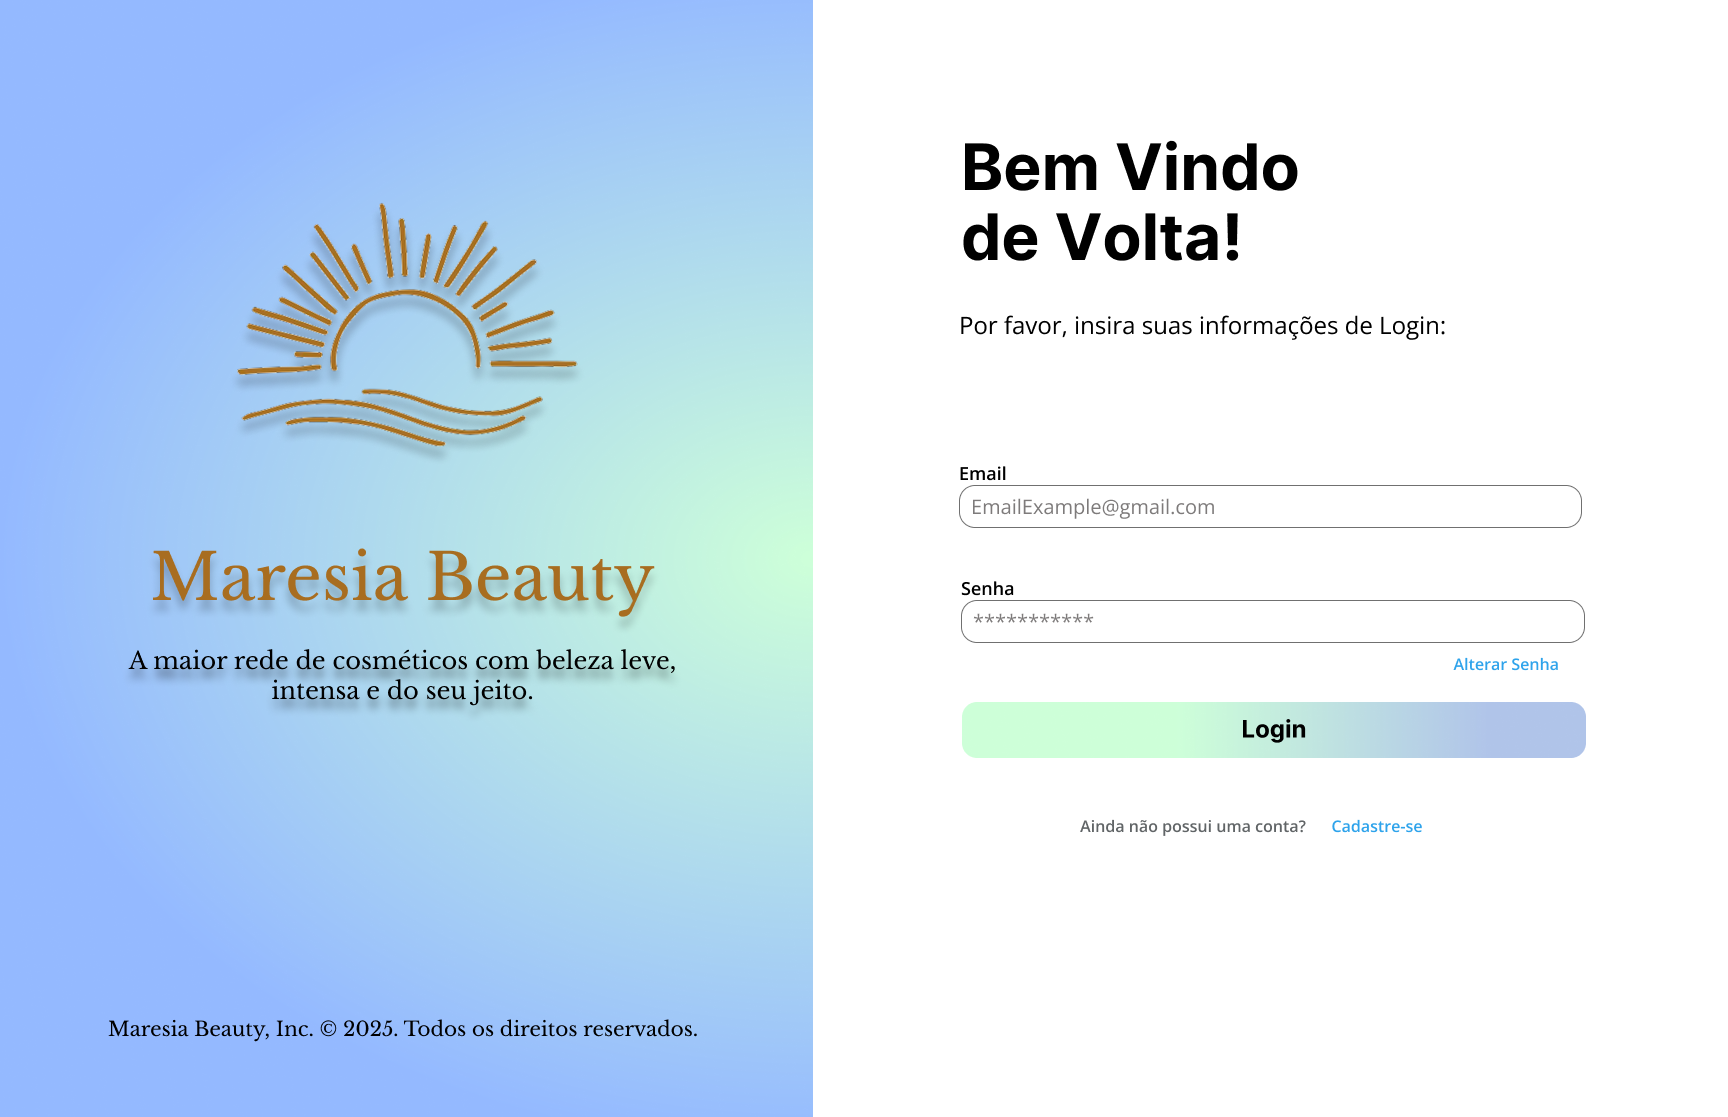 Maresia Beauty
A maior rede de cosméticos com beleza leve,
intensa e do seu jeito.
Maresia Beauty, Inc. © 2025. Todos os direitos reservados.
Bem Vindo
de Volta!
Por favor, insira suas informações de Login:
Email
EmailExample@gmail.com
Senha
***********
Alterar Senha
Login
Ainda não possui uma conta? Cadastre-se